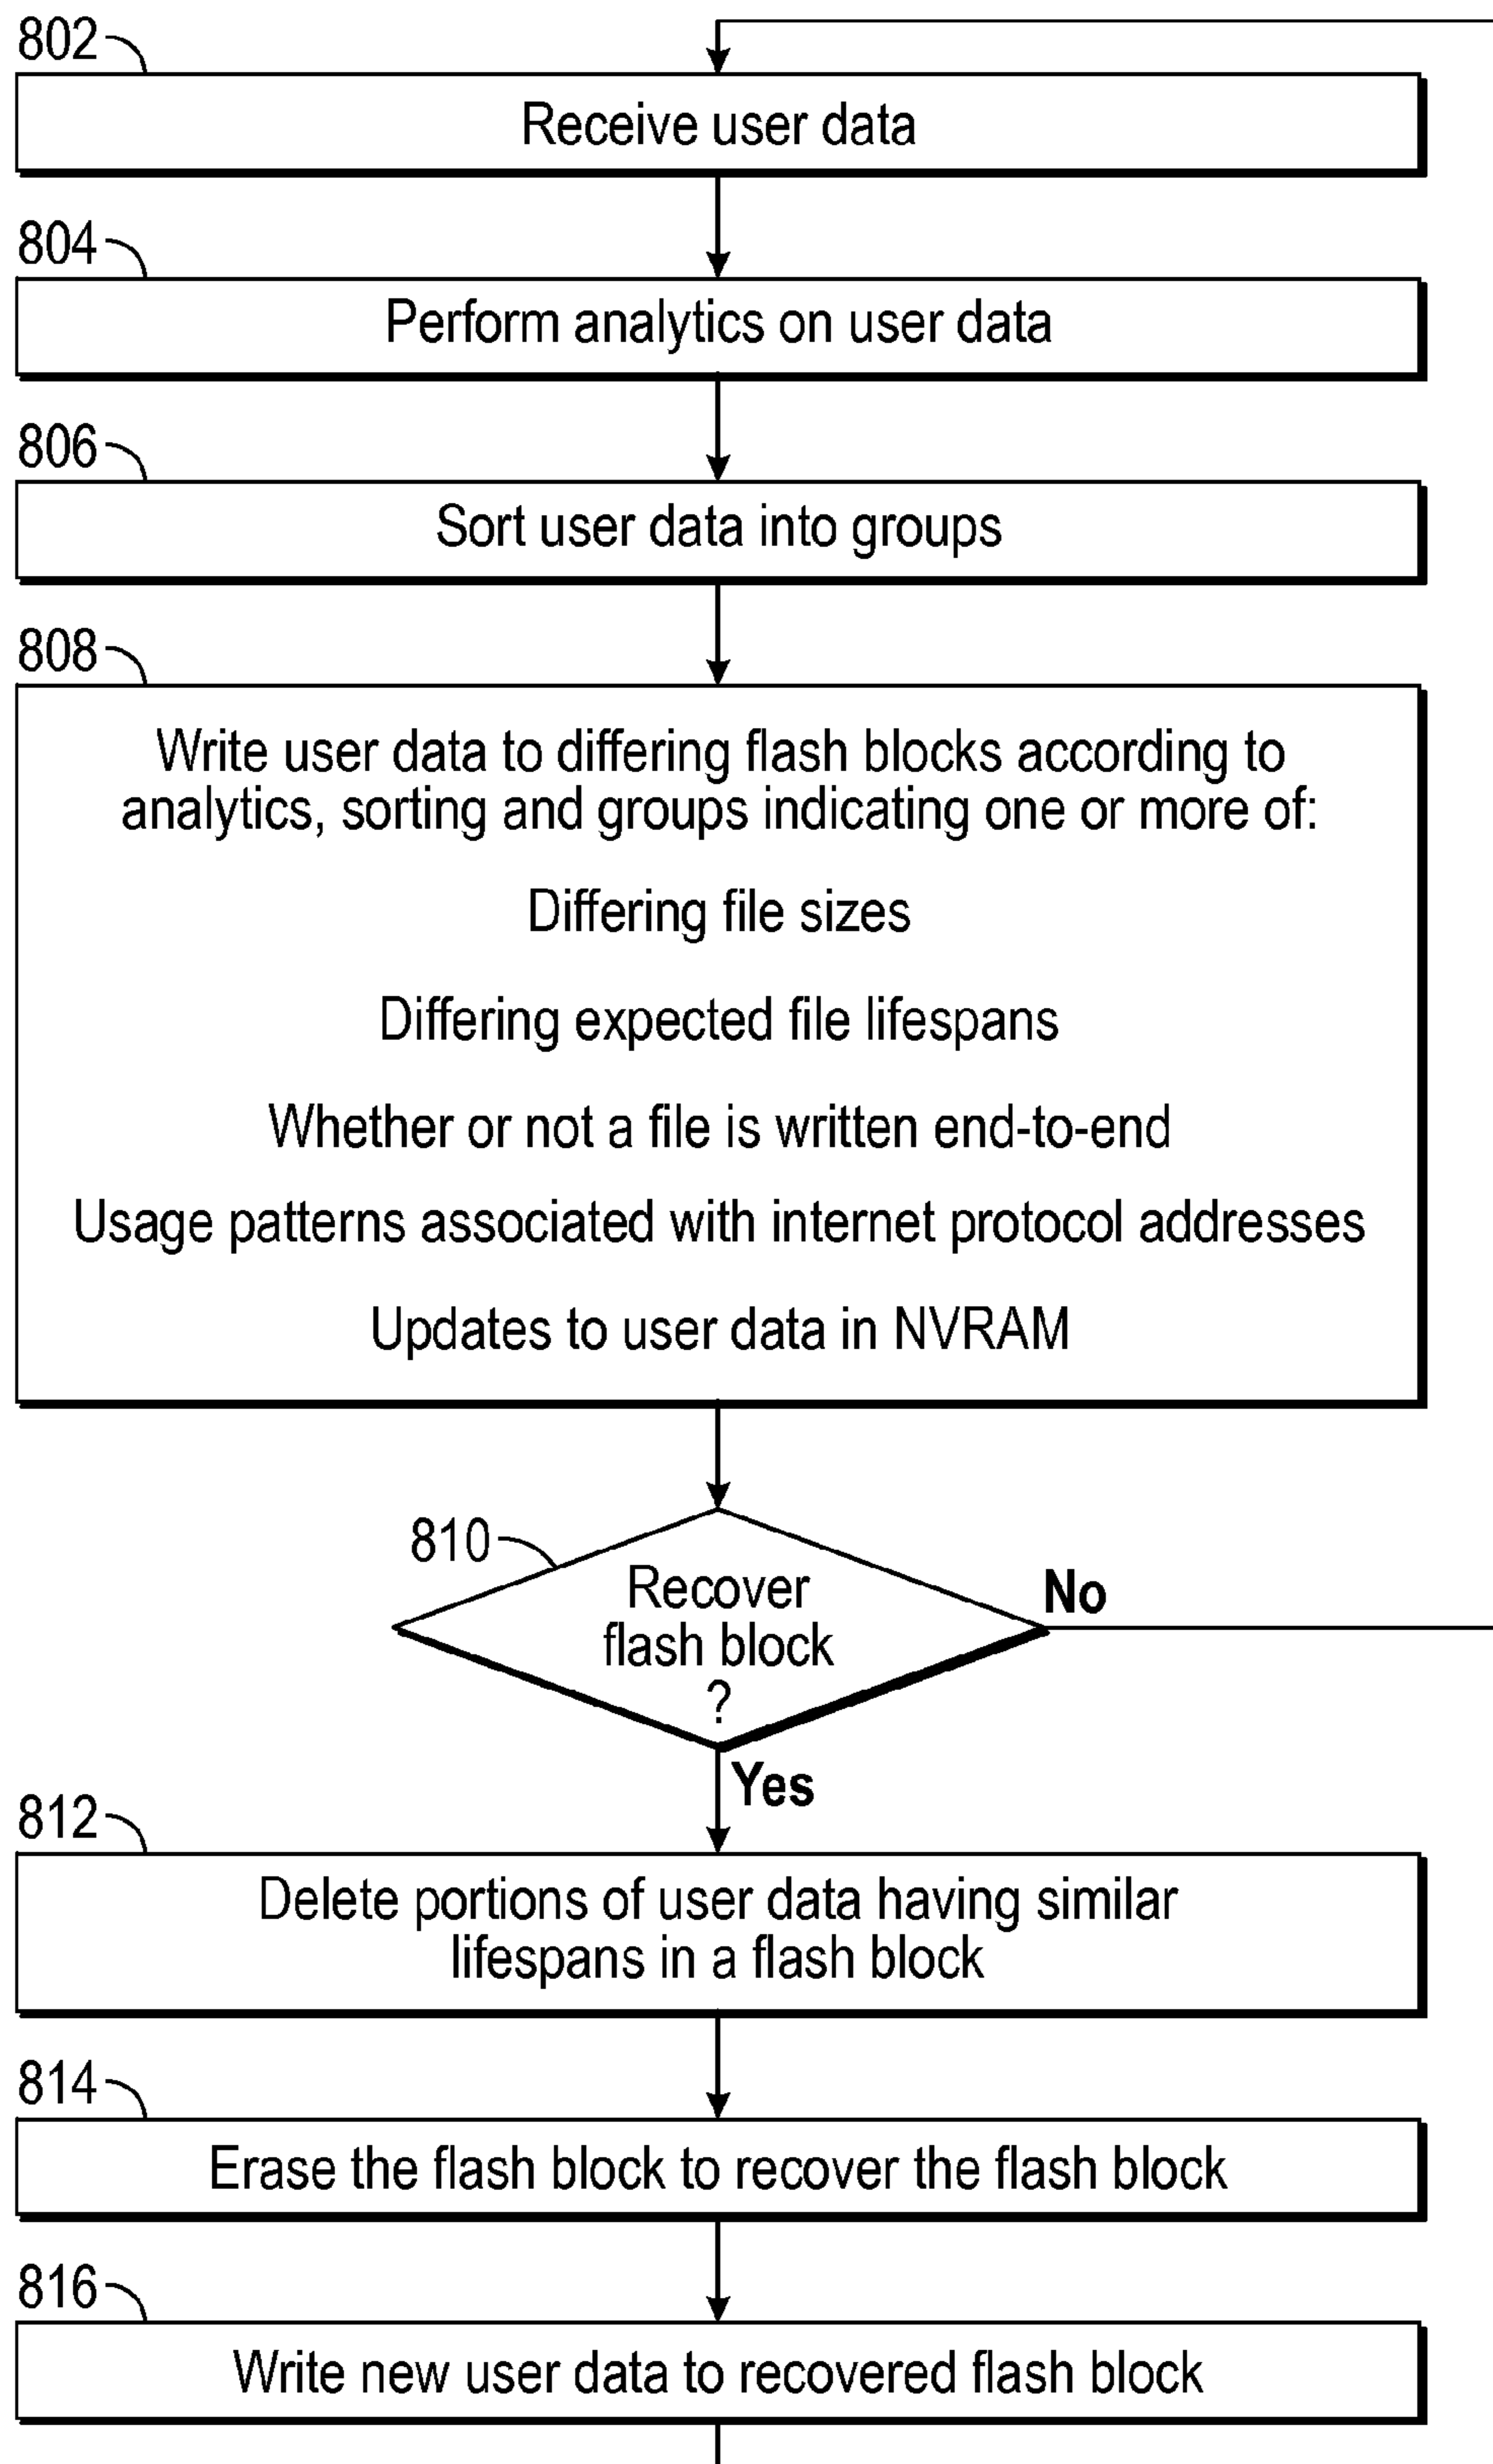 802
Receive user data
804
Perform analytics on user data
806
Sort user data into groups
808
Write user data to differing flash blocks according to
analytics, sorting and groups indicating one or more of:
Differing file sizes
Differing expected file lifespans
Whether or not a file is written end-to-end
Usage patterns associated with internet protocol addresses
Updates to user data in NVRAM
810
Recover
flash block
?
No
Yes
812
Delete portions of user data having similar
lifespans in a flash block
814
Erase the flash block to recover the flash block
816
Write new user data to recovered flash block